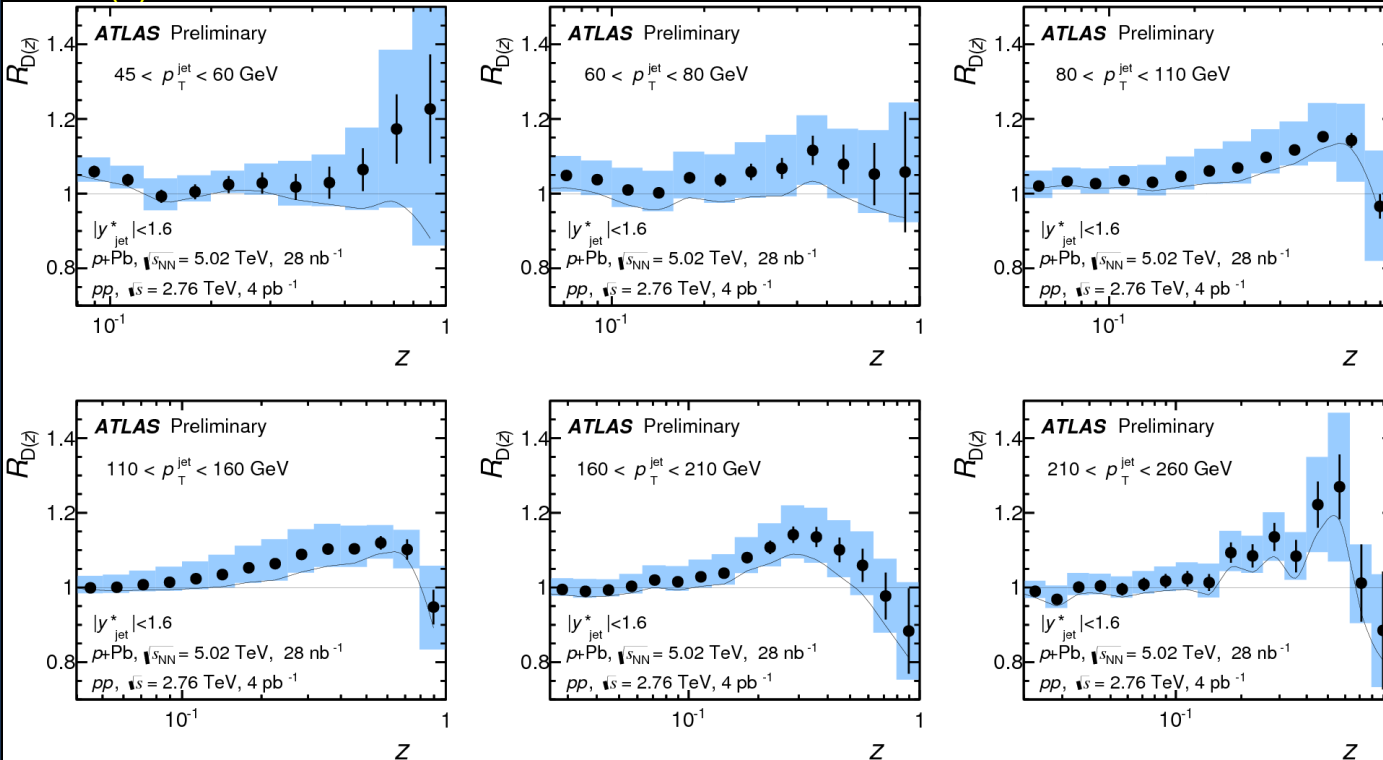 ATLAS Preliminary
45 < p_T^jet < 60 GeV
R_D(z)
1.4
1.2
1
0.8
|y*_jet|<1.6
p+Pb, √s_NN = 5.02 TeV, 28 nb^-1
pp, √s = 2.76 TeV, 4 pb^-1
10^-1 1
z
ATLAS Preliminary
60 < p_T^jet < 80 GeV
R_D(z)
1.4
1.2
1
0.8
|y*_jet|<1.6
p+Pb, √s_NN = 5.02 TeV, 28 nb^-1
pp, √s = 2.76 TeV, 4 pb^-1
10^-1 1
z
ATLAS Preliminary
80 < p_T^jet < 110 GeV
R_D(z)
1.4
1.2
1
0.8
|y*_jet|<1.6
p+Pb, √s_NN = 5.02 TeV, 28 nb^-1
pp, √s = 2.76 TeV, 4 pb^-1
10^-1
z
ATLAS Preliminary
110 < p_T^jet < 160 GeV
R_D(z)
1.4
1.2
1
0.8
|y*_jet|<1.6
p+Pb, √s_NN = 5.02 TeV, 28 nb^-1
pp, √s = 2.76 TeV, 4 pb^-1
10^-1 1
z
ATLAS Preliminary
160 < p_T^jet < 210 GeV
R_D(z)
1.4
1.2
1
0.8
|y*_jet|<1.6
p+Pb, √s_NN = 5.02 TeV, 28 nb^-1
pp, √s = 2.76 TeV, 4 pb^-1
10^-1 1
z
ATLAS Preliminary
210 < p_T^jet < 260 GeV
R_D(z)
1.4
1.2
1
0.8
|y*_jet|<1.6
p+Pb, √s_NN = 5.02 TeV, 28 nb^-1
pp, √s = 2.76 TeV, 4 pb^-1
10^-1
z